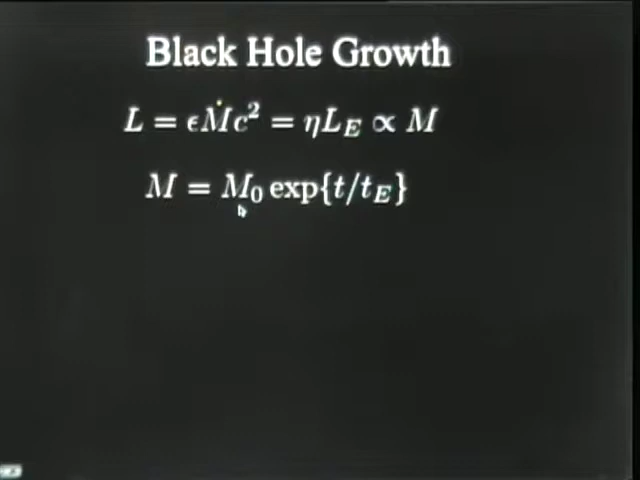 Black Hole Growth
L = ϵṀc² = ηL_E ∝ M
M = M₀ exp{t/t_E}